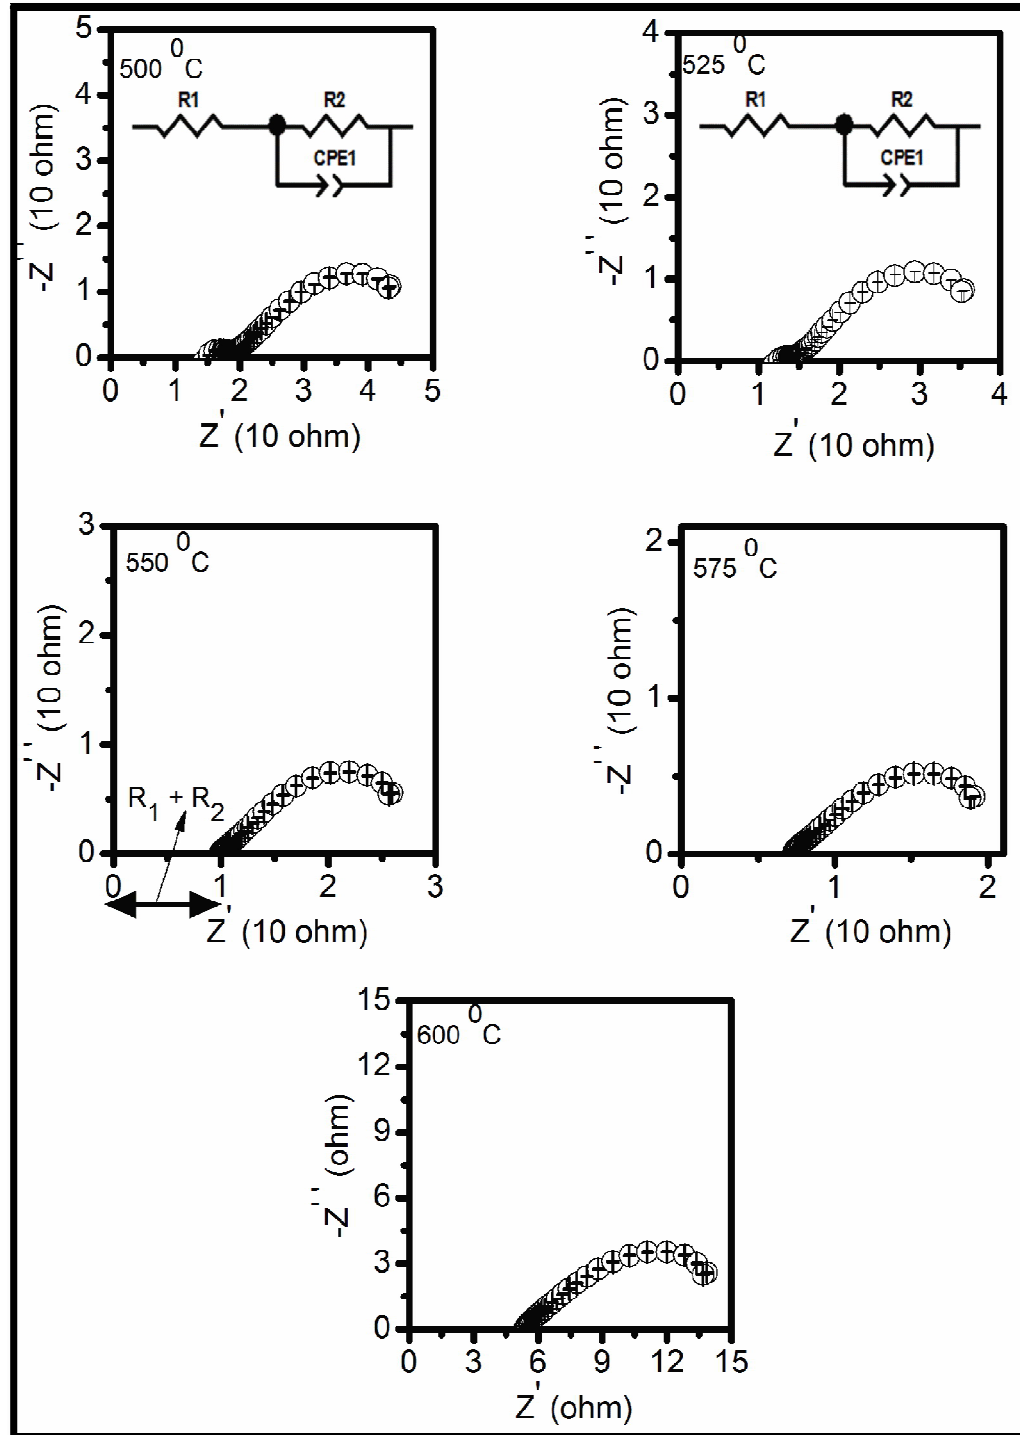 500 ⁰C
R1 R2
CPE1
-Z'' (10 ohm)
5
4
3
2
1
0
0 1 2 3 4 5
Z' (10 ohm)
525 ⁰C
R1 R2
CPE1
-Z'' (10 ohm)
4
3
2
1
0
0 1 2 3 4
Z' (10 ohm)
550 ⁰C
-Z'' (10 ohm)
3
2
1
0
R₁ + R₂
0 1 2 3
Z' (10 ohm)
575 ⁰C
-Z'' (10 ohm)
2
1
0
0 1 2
Z' (10 ohm)
600 ⁰C
-Z'' (ohm)
15
12
9
6
3
0
0 3 6 9 12 15
Z' (ohm)